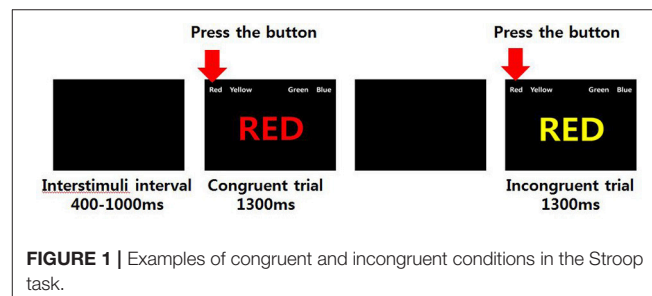 Press the button Press the button
Red Yellow Green Blue Red Yellow Green Blue
RED RED
Interstimuli interval Congruent trial Incongruent trial
400-1000ms 1300ms 1300ms
FIGURE 1 | Examples of congruent and incongruent conditions in the Stroop
task.